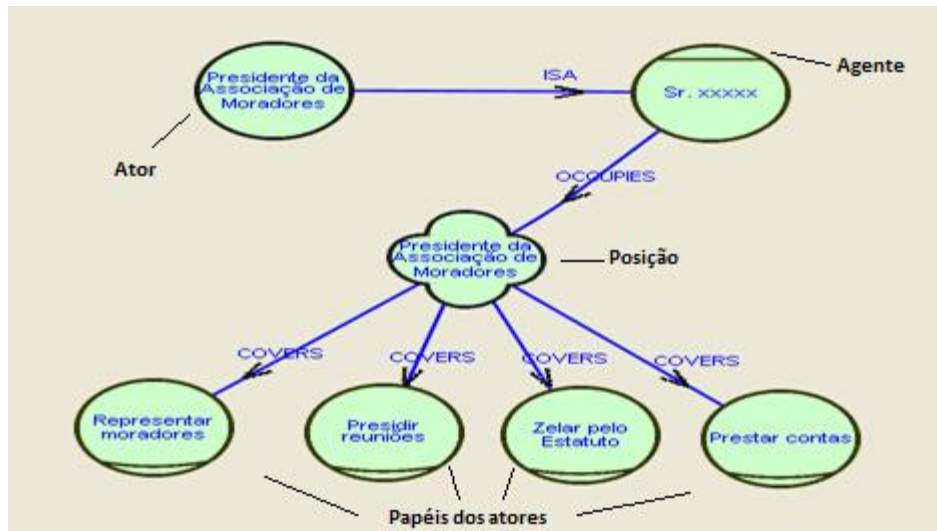 Presidente da
Associação de
Moradores
ISA
Sr. xxxxx
Agente
Ator
OCCUPIES
Presidente da
Associação de
Moradores
Posição
COVERS
COVERS
COVERS
COVERS
Representar
moradores
Presidir
reuniões
Zelar pelo
Estatuto
Prestar contas
Papéis dos atores